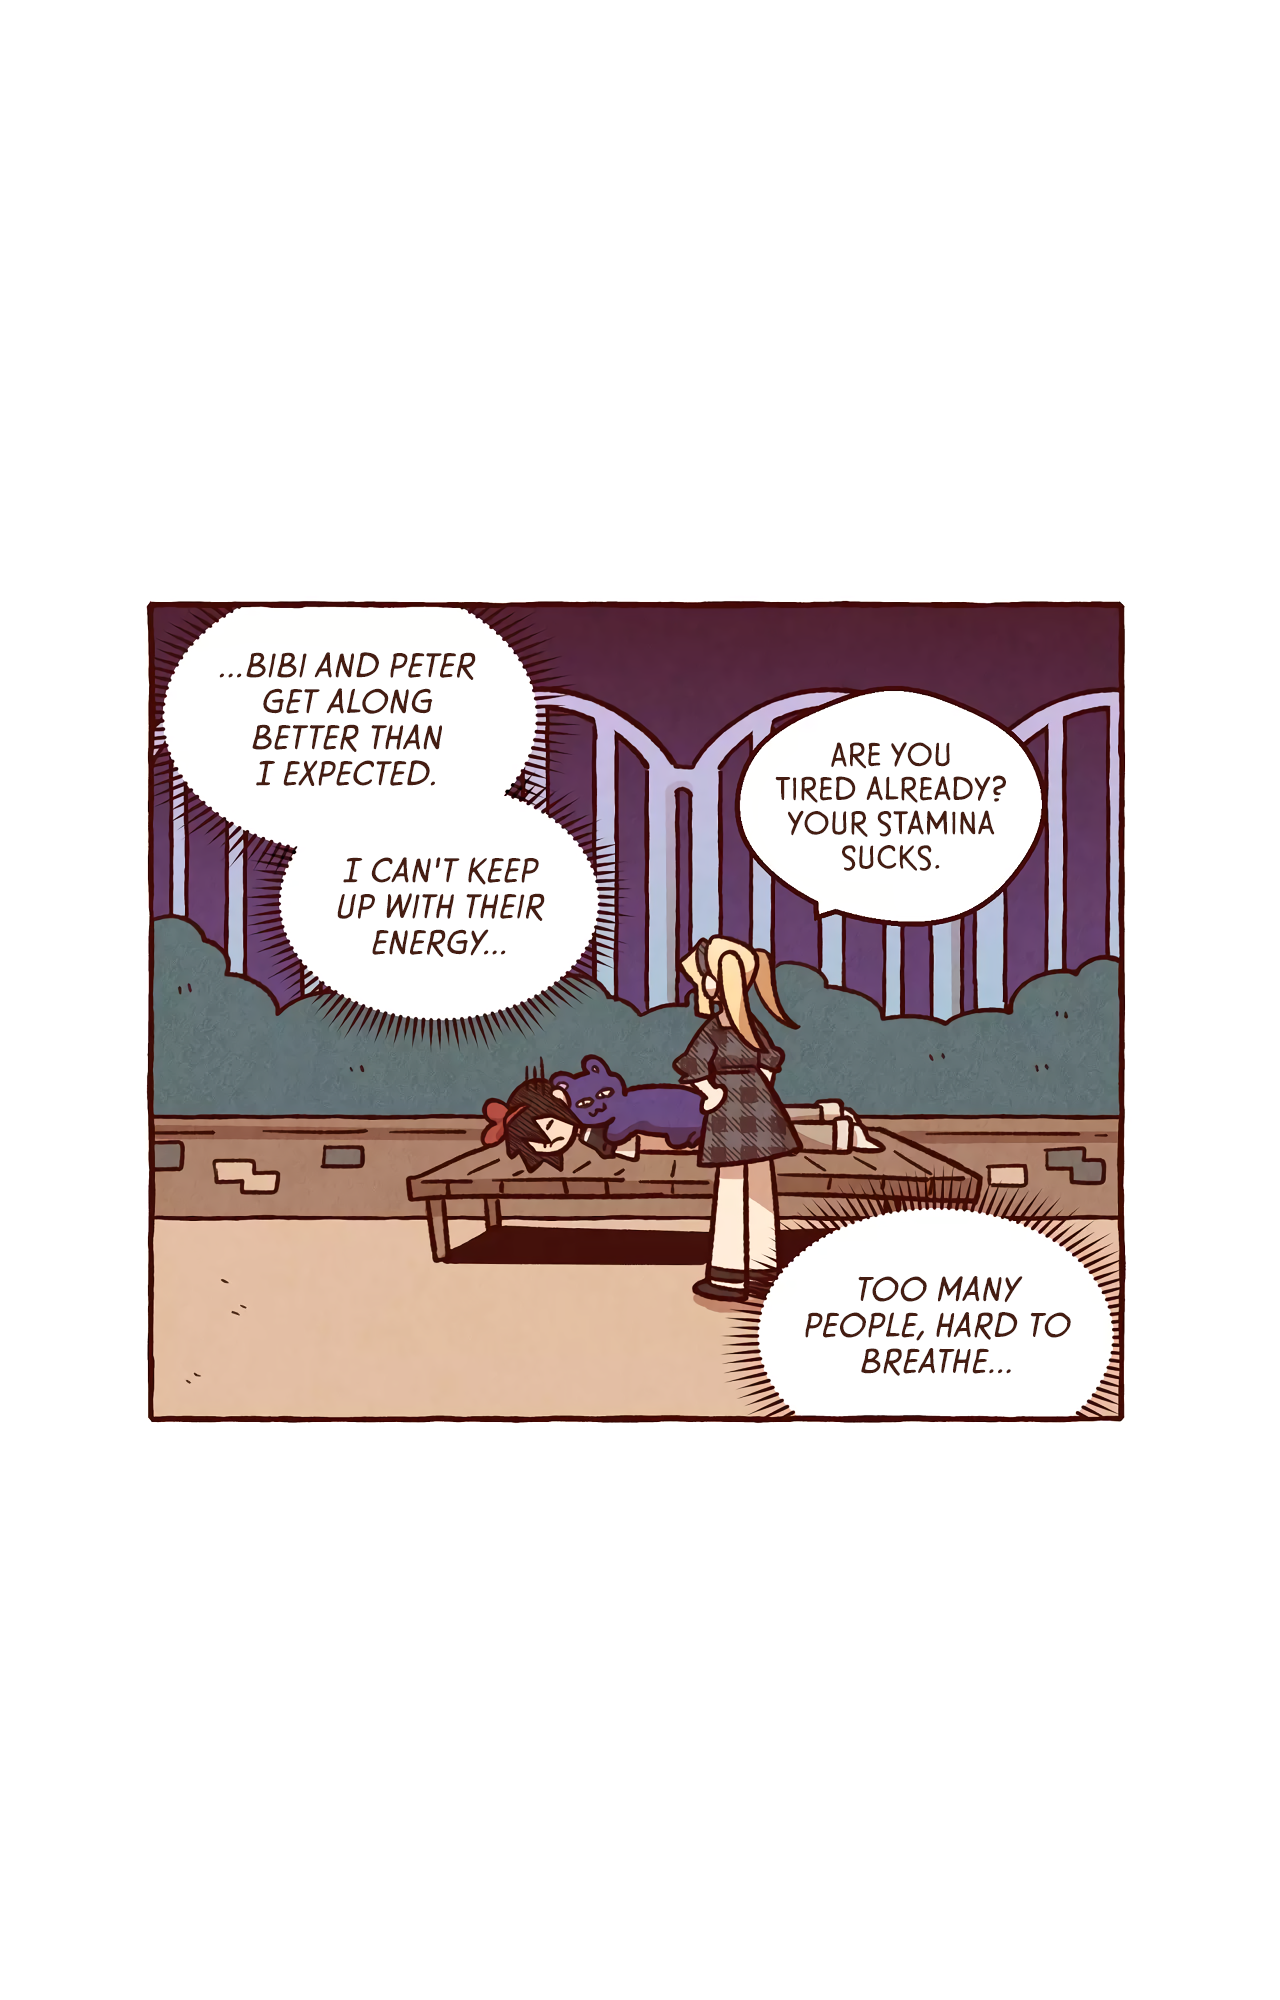 ...BIBI AND PETER
GET ALONG
BETTER THAN
I EXPECTED.
I CAN'T KEEP
UP WITH THEIR
ENERGY...
ARE YOU
TIRED ALREADY?
YOUR STAMINA
SUCKS.
TOO MANY
PEOPLE, HARD TO
BREATHE...